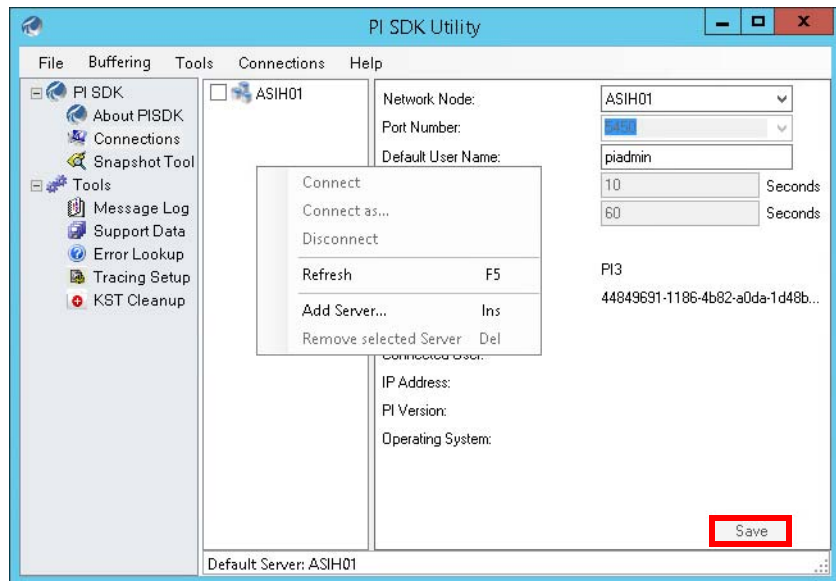 PI SDK Utility
File Buffering Tools Connections Help
PI SDK
About PISDK
Connections
Snapshot Tool
Tools
Message Log
Support Data
Error Lookup
Tracing Setup
KST Cleanup
ASIH01
Network Node: ASIH01
Port Number: 5450
Default User Name: piadmin
10 Seconds
60 Seconds
PI3
44849691-1186-4b82-a0da-1d48b...
Connect
Connect as...
Disconnect
Refresh F5
Add Server... Ins
Remove selected Server Del
Connected User:
IP Address:
PI Version:
Operating System:
Save
Default Server: ASIH01